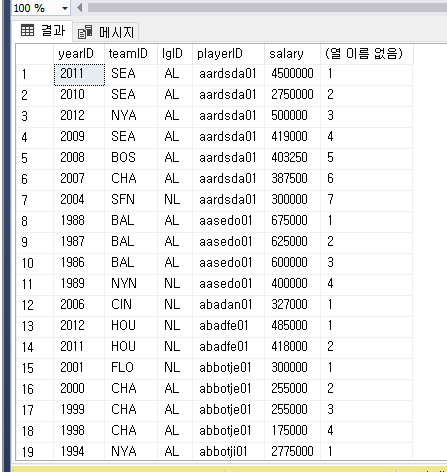 100 %
결과 메시지
yearID teamID lgID playerID salary (열 이름 없음)
1 2011 SEA AL aardsda01 4500000 1
2 2010 SEA AL aardsda01 2750000 2
3 2012 NYA AL aardsda01 500000 3
4 2009 SEA AL aardsda01 419000 4
5 2008 BOS AL aardsda01 403250 5
6 2007 CHA AL aardsda01 387500 6
7 2004 SFN NL aardsda01 300000 7
8 1988 BAL AL aasedo01 675000 1
9 1987 BAL AL aasedo01 625000 2
10 1986 BAL AL aasedo01 600000 3
11 1989 NYN NL aasedo01 400000 4
12 2006 CIN NL abadan01 327000 1
13 2012 HOU NL abadfe01 485000 1
14 2011 HOU NL abadfe01 418000 2
15 2001 FLO NL abbotje01 300000 1
16 2000 CHA AL abbotje01 255000 2
17 1999 CHA AL abbotje01 255000 3
18 1998 CHA AL abbotje01 175000 4
19 1994 NYA AL abbotji01 2775000 1